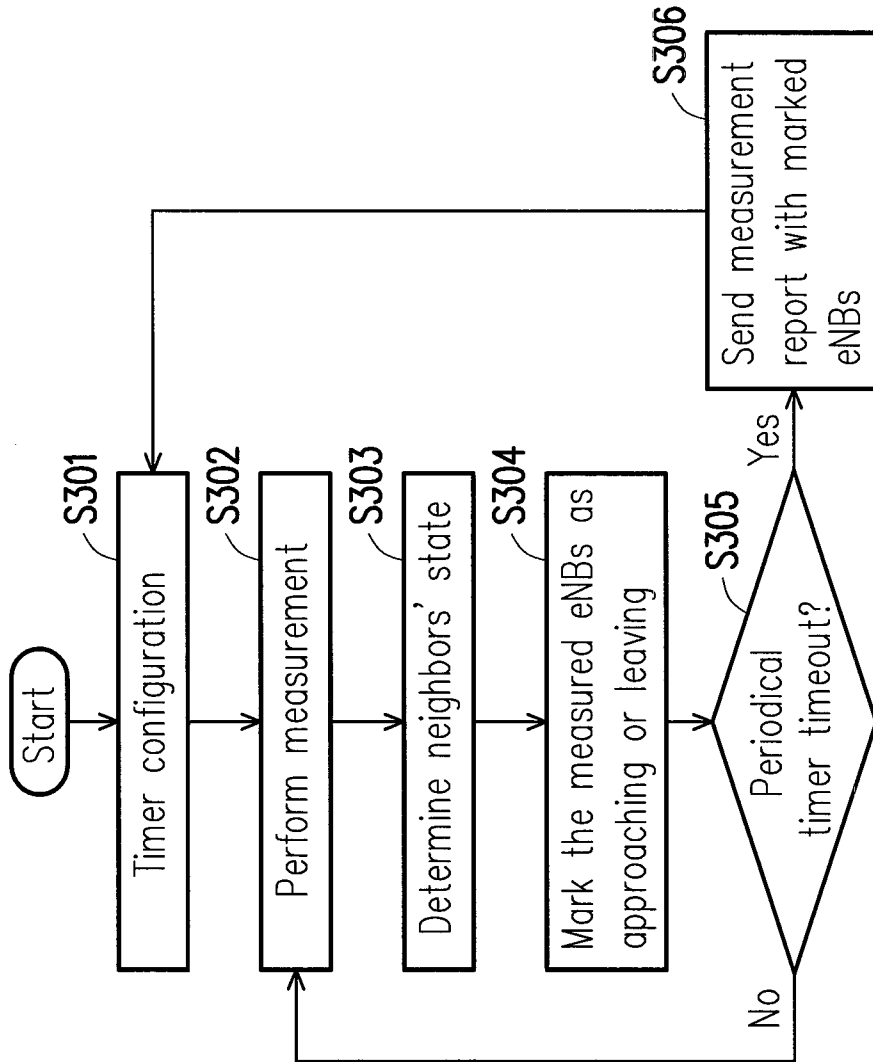 Start
S301
Timer configuration
S302
Perform measurement
S303
Determine neighbors' state
S304
Mark the measured eNBs as
approaching or leaving
S305
Periodical
timer timeout?
No
Yes
S306
Send measurement
report with marked
eNBs